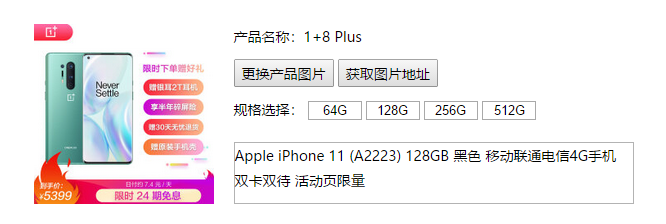 1+
限时下单赠好礼
赠银耳2T耳机
享半年碎屏险
赠30天无忧退货
赠原装手机壳
Never
Settle
到手价:
¥5399
日付约 7.4 元 / 天
限时 24 期免息
产品名称：1+8 Plus
更换产品图片
获取图片地址
规格选择：
64G
128G
256G
512G
Apple iPhone 11 (A2223) 128GB 黑色 移动联通电信4G手机
双卡双待 活动页限量